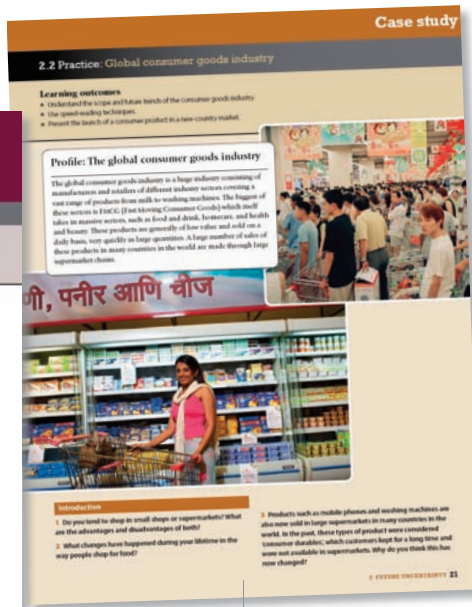 Case study
2.2 Practice: Global consumer goods industry
Learning outcomes
Understand the scope and future trends of the consumer goods industry.
Use speed-reading techniques.
Present the launch of a consumer product in a new country market.
Profile: The global consumer goods industry
The global consumer goods industry is a huge industry consisting of
manufacturers and retailers of different industry sectors covering a
vast range of products from milk to washing machines. The biggest of
these sectors is FMCG (Fast Moving Consumer Goods) which itself
takes in massive sectors, such as food and drink, homecare, and health
and beauty. These products are generally of low value and sold on a
daily basis, very quickly in large quantities. A large number of sales of
these products in many countries in the world are made through large
supermarket chains.
णी, पनीर आणि चीज
Introduction
1 Do you tend to shop in small shops or supermarkets? What
are the advantages and disadvantages of both?
2 What changes have happened during your lifetime in the
way people shop for food?
3 Products such as mobile phones and washing machines are
also now sold in large supermarkets in many countries in the
world. In the past, these types of product were considered
'consumer durables', which customers kept for a long time and
were not available in supermarkets. Why do you think this has
now changed?
2 FUTURE UNCERTAINTY 21